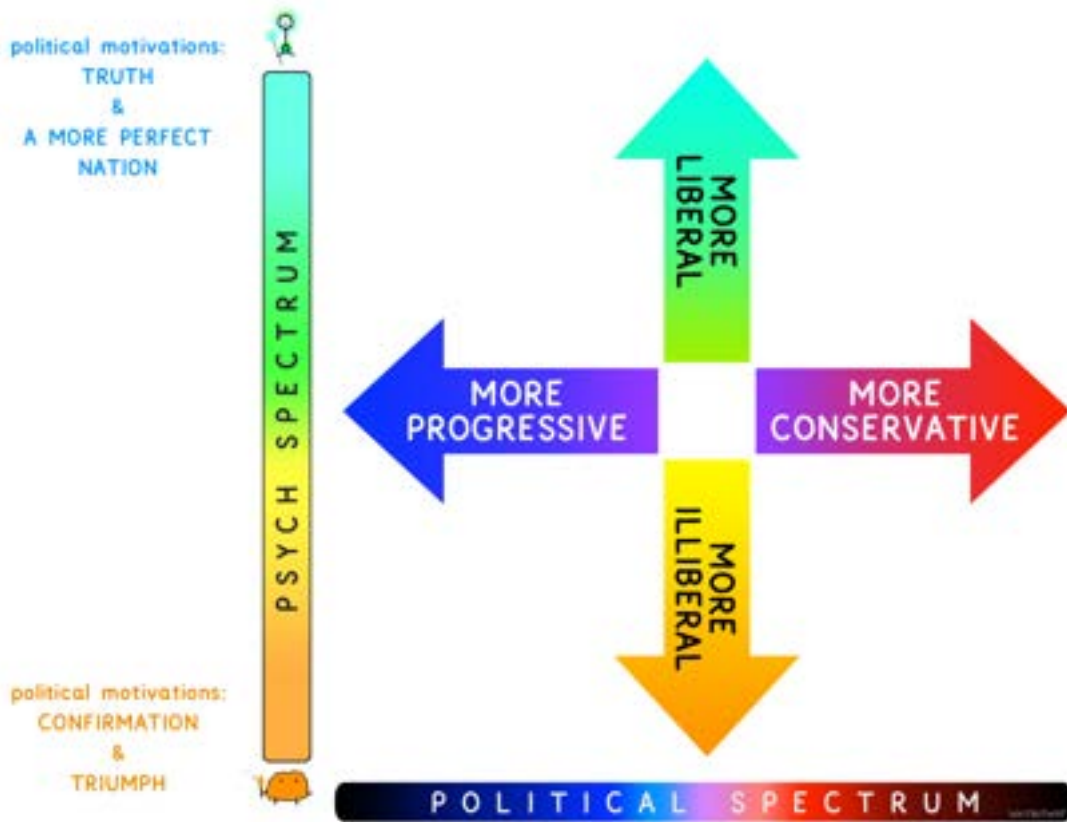 political motivations:
TRUTH
&
A MORE PERFECT
NATION
PSYCH SPECTRUM
MORE
LIBERAL
MORE
PROGRESSIVE
MORE
CONSERVATIVE
MORE
ILLIBERAL
political motivations:
CONFIRMATION
&
TRIUMPH
POLITICAL SPECTRUM